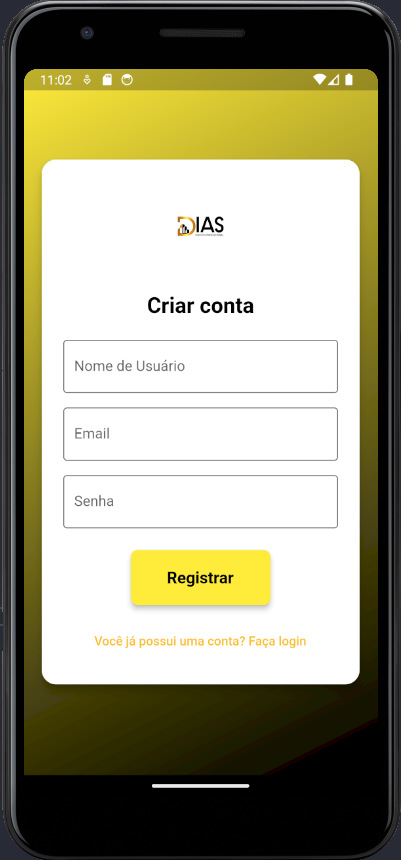 11:02
DIAS
Criar conta
Nome de Usuário
Email
Senha
Registrar
Você já possui uma conta? Faça login